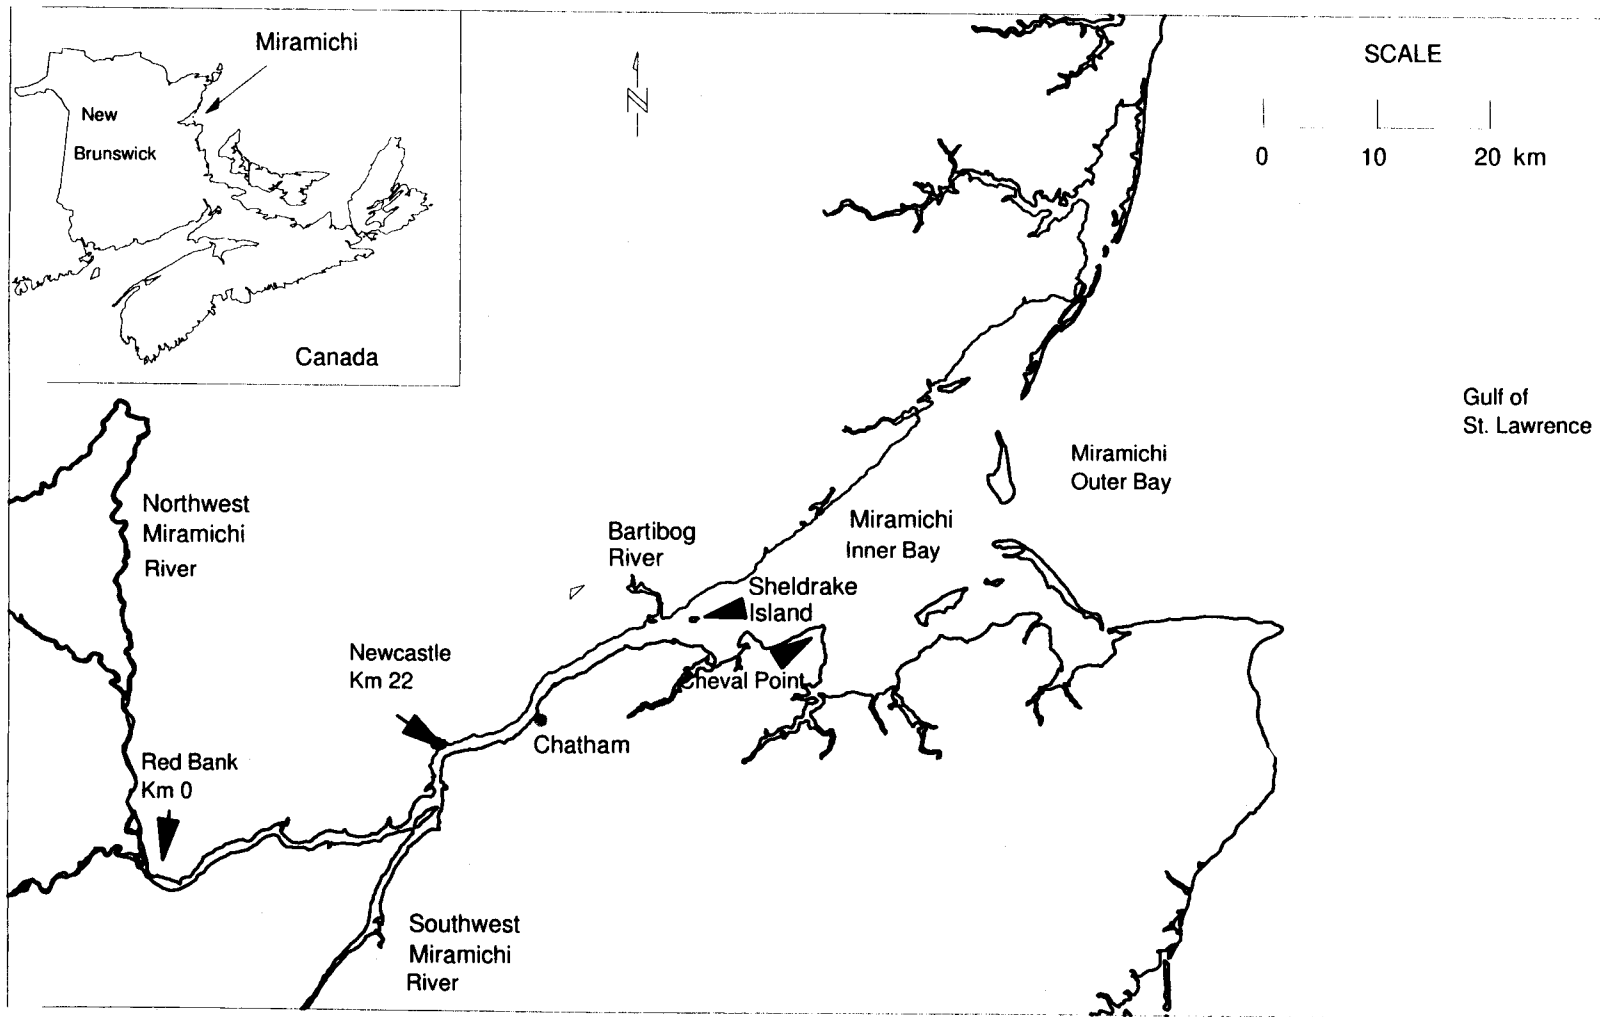 Miramichi
New
Brunswick
Canada
N
SCALE
0 10 20 km
Gulf of
St. Lawrence
Miramichi
Outer Bay
Miramichi
Inner Bay
Northwest
Miramichi
River
Bartibog
River
Sheldrake
Island
Cheval Point
Newcastle
Km 22
Chatham
Red Bank
Km 0
Southwest
Miramichi
River